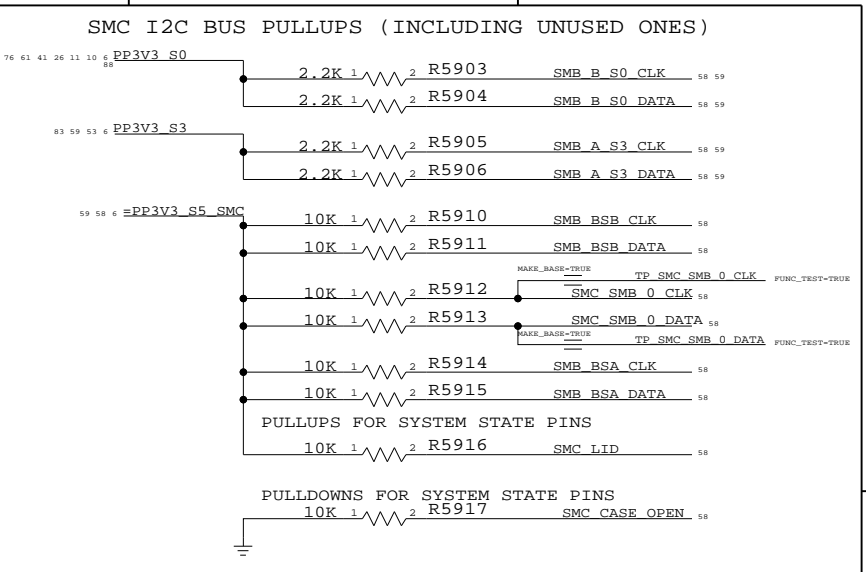 SMC I2C BUS PULLUPS (INCLUDING UNUSED ONES)
76 61 41 26 11 10 6 PP3V3_S0
88
2.2K 1 2 R5903 SMB_B_S0_CLK 58 59
2.2K 1 2 R5904 SMB_B_S0_DATA 58 59
83 59 53 6 PP3V3_S3
2.2K 1 2 R5905 SMB_A_S3_CLK 58 59
2.2K 1 2 R5906 SMB_A_S3_DATA 58 59
59 58 6 =PP3V3_S5_SMC
10K 1 2 R5910 SMB_BSB_CLK 58
10K 1 2 R5911 SMB_BSB_DATA 58
MAKE_BASE=TRUE TP_SMC_SMB_0_CLK FUNC_TEST=TRUE
10K 1 2 R5912 SMC_SMB_0_CLK 58
10K 1 2 R5913 SMC_SMB_0_DATA 58
MAKE_BASE=TRUE TP_SMC_SMB_0_DATA FUNC_TEST=TRUE
10K 1 2 R5914 SMB_BSA_CLK 58
10K 1 2 R5915 SMB_BSA_DATA 58
PULLUPS FOR SYSTEM STATE PINS
10K 1 2 R5916 SMC_LID 58
PULLDOWNS FOR SYSTEM STATE PINS
10K 1 2 R5917 SMC_CASE_OPEN 58